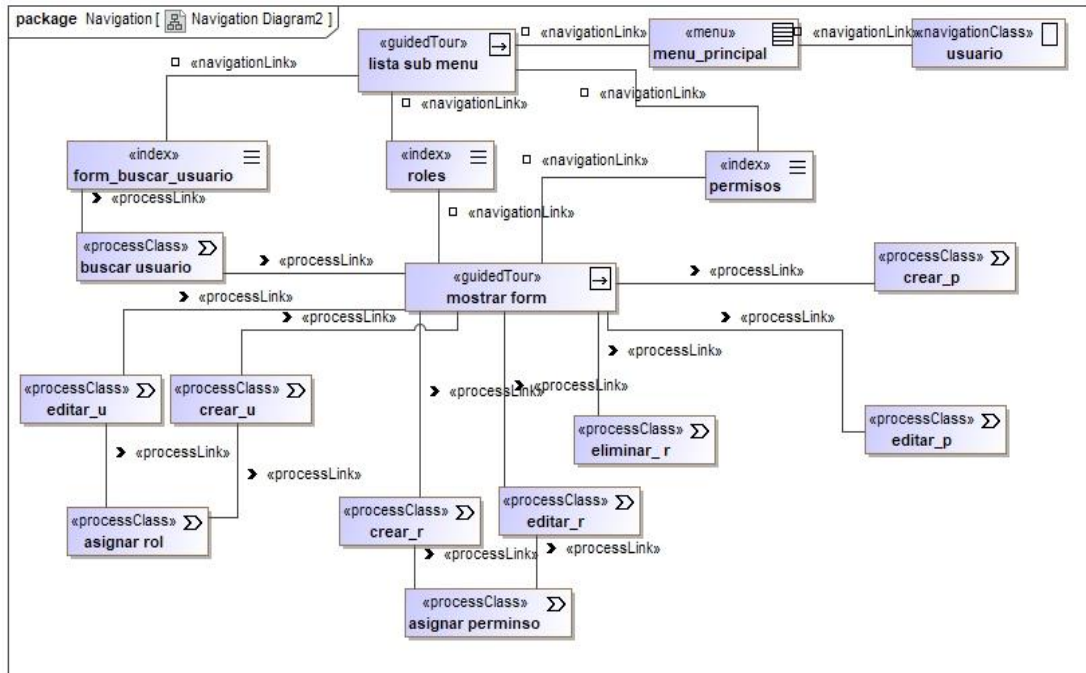 package Navigation [ Navigation Diagram2 ]
«guidedTour»
lista sub menu
«navigationLink»
«menu»
menu_principal
«navigationLink»
«navigationClass»
usuario
«navigationLink»
«navigationLink»
«navigationLink»
«index»
form_buscar_usuario
«index»
roles
«navigationLink»
«index»
permisos
«processLink»
«navigationLink»
«processClass»
buscar usuario
«processLink»
«guidedTour»
mostrar form
«processLink»
«processClass»
crear_p
«processLink»
«processLink»
«processLink»
«processLink»
«processClass»
editar_u
«processClass»
crear_u
«processLink»
«processLink»
«processClass»
eliminar_ r
«processClass»
editar_p
«processLink»
«processLink»
«processClass»
asignar rol
«processClass»
crear_r
«processClass»
editar_r
«processLink»
«processLink»
«processClass»
asignar perminso